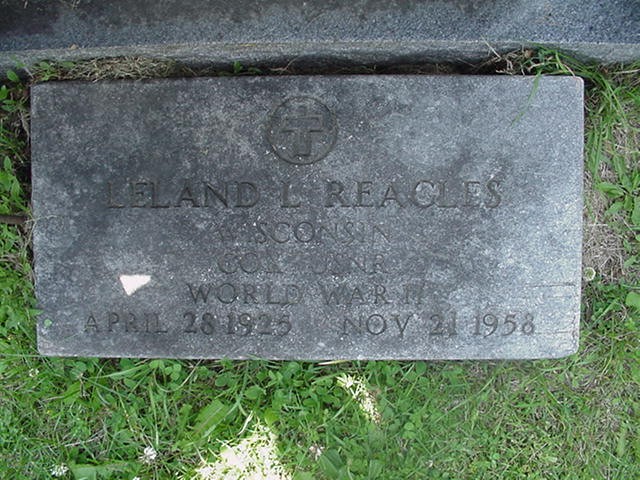 LELAND L REAGLES
WISCONSIN
COX USNR
WORLD WAR II
APRIL 28 1925 NOV 21 1958